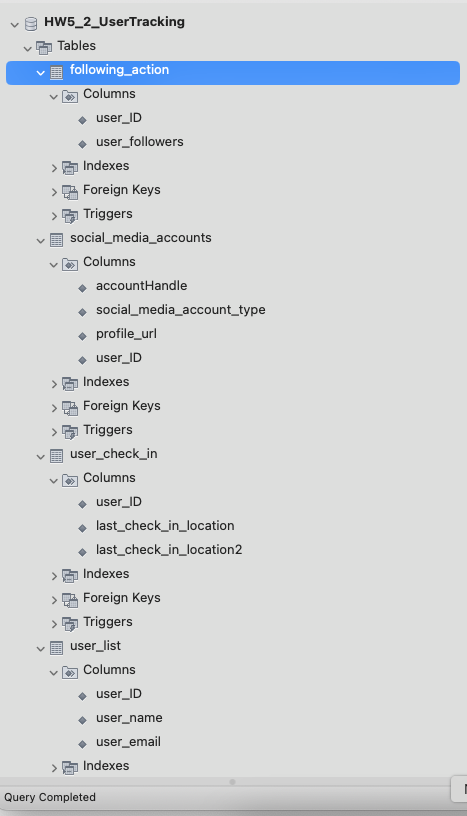 HW5_2_UserTracking
Tables
following_action
Columns
user_ID
user_followers
Indexes
Foreign Keys
Triggers
social_media_accounts
Columns
accountHandle
social_media_account_type
profile_url
user_ID
Indexes
Foreign Keys
Triggers
user_check_in
Columns
user_ID
last_check_in_location
last_check_in_location2
Indexes
Foreign Keys
Triggers
user_list
Columns
user_ID
user_name
user_email
Indexes
Query Completed